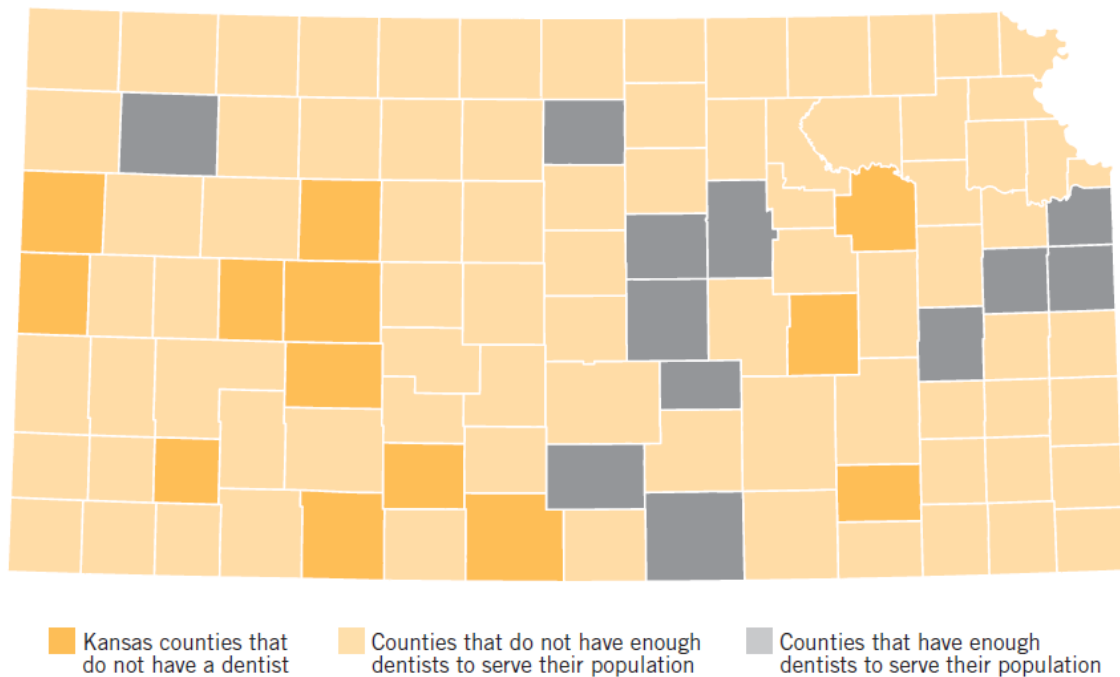 Kansas counties that
do not have a dentist
Counties that do not have enough
dentists to serve their population
Counties that have enough
dentists to serve their population